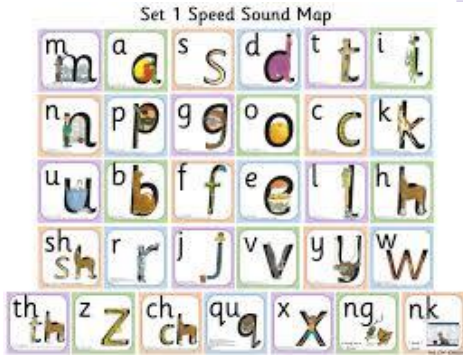 Set 1 Speed Sound Map
m a s d t i
n p g o c k
u b f e l h
sh r j v y w
th z ch qu x ng nk